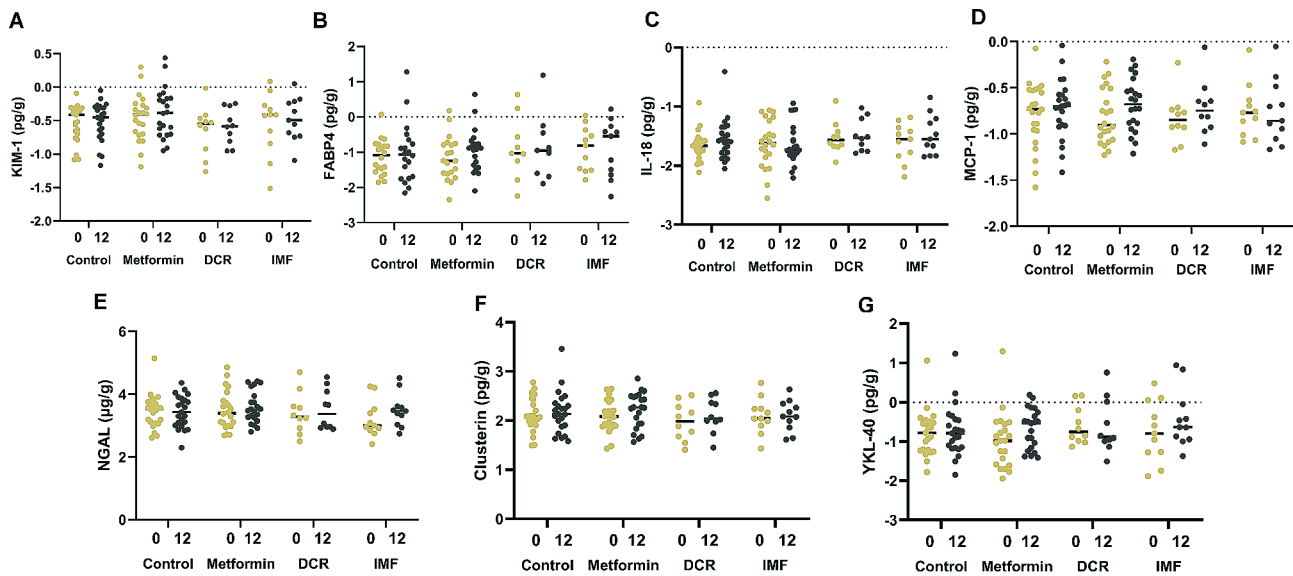 A
KIM-1 (pg/g)
0.5
0.0
-0.5
-1.0
-1.5
-2.0
0 12 0 12 0 12 0 12
Control Metformin DCR IMF
B
FABP4 (pg/g)
2
1
0
-1
-2
-3
0 12 0 12 0 12 0 12
Control Metformin DCR IMF
C
IL-18 (pg/g)
0
-1
-2
-3
0 12 0 12 0 12 0 12
Control Metformin DCR IMF
D
MCP-1 (pg/g)
0.0
-0.5
-1.0
-1.5
-2.0
0 12 0 12 0 12 0 12
Control Metformin DCR IMF
E
NGAL (µg/g)
6
4
2
0
0 12 0 12 0 12 0 12
Control Metformin DCR IMF
F
Clusterin (pg/g)
4
3
2
1
0
0 12 0 12 0 12 0 12
Control Metformin DCR IMF
G
YKL-40 (pg/g)
2
1
0
-1
-2
-3
0 12 0 12 0 12 0 12
Control Metformin DCR IMF